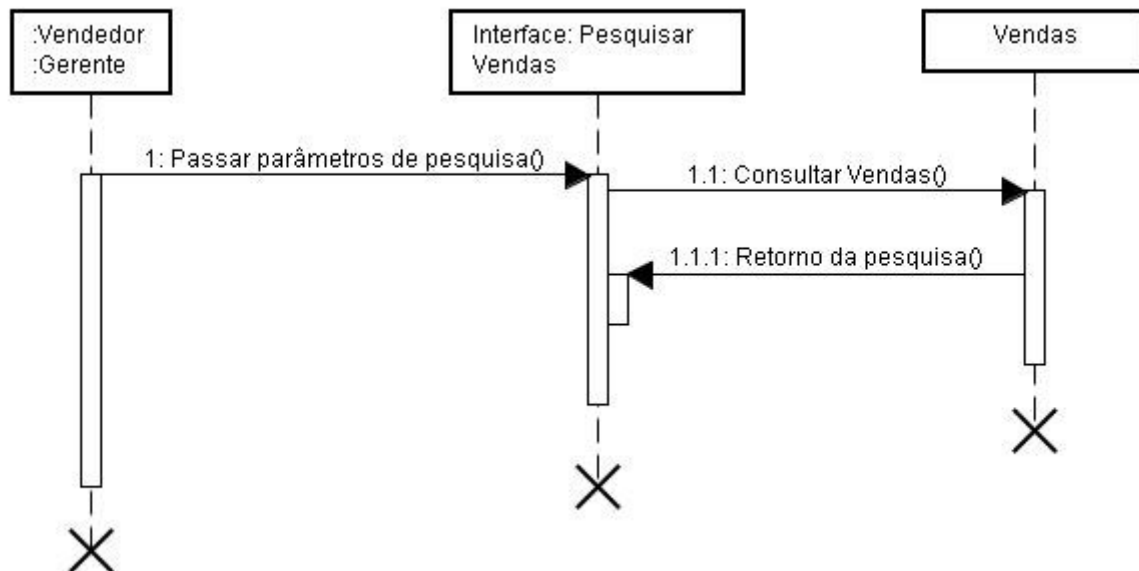 :Vendedor
:Gerente
Interface: Pesquisar
Vendas
Vendas
1: Passar parâmetros de pesquisa()
1.1: Consultar Vendas()
1.1.1: Retorno da pesquisa()